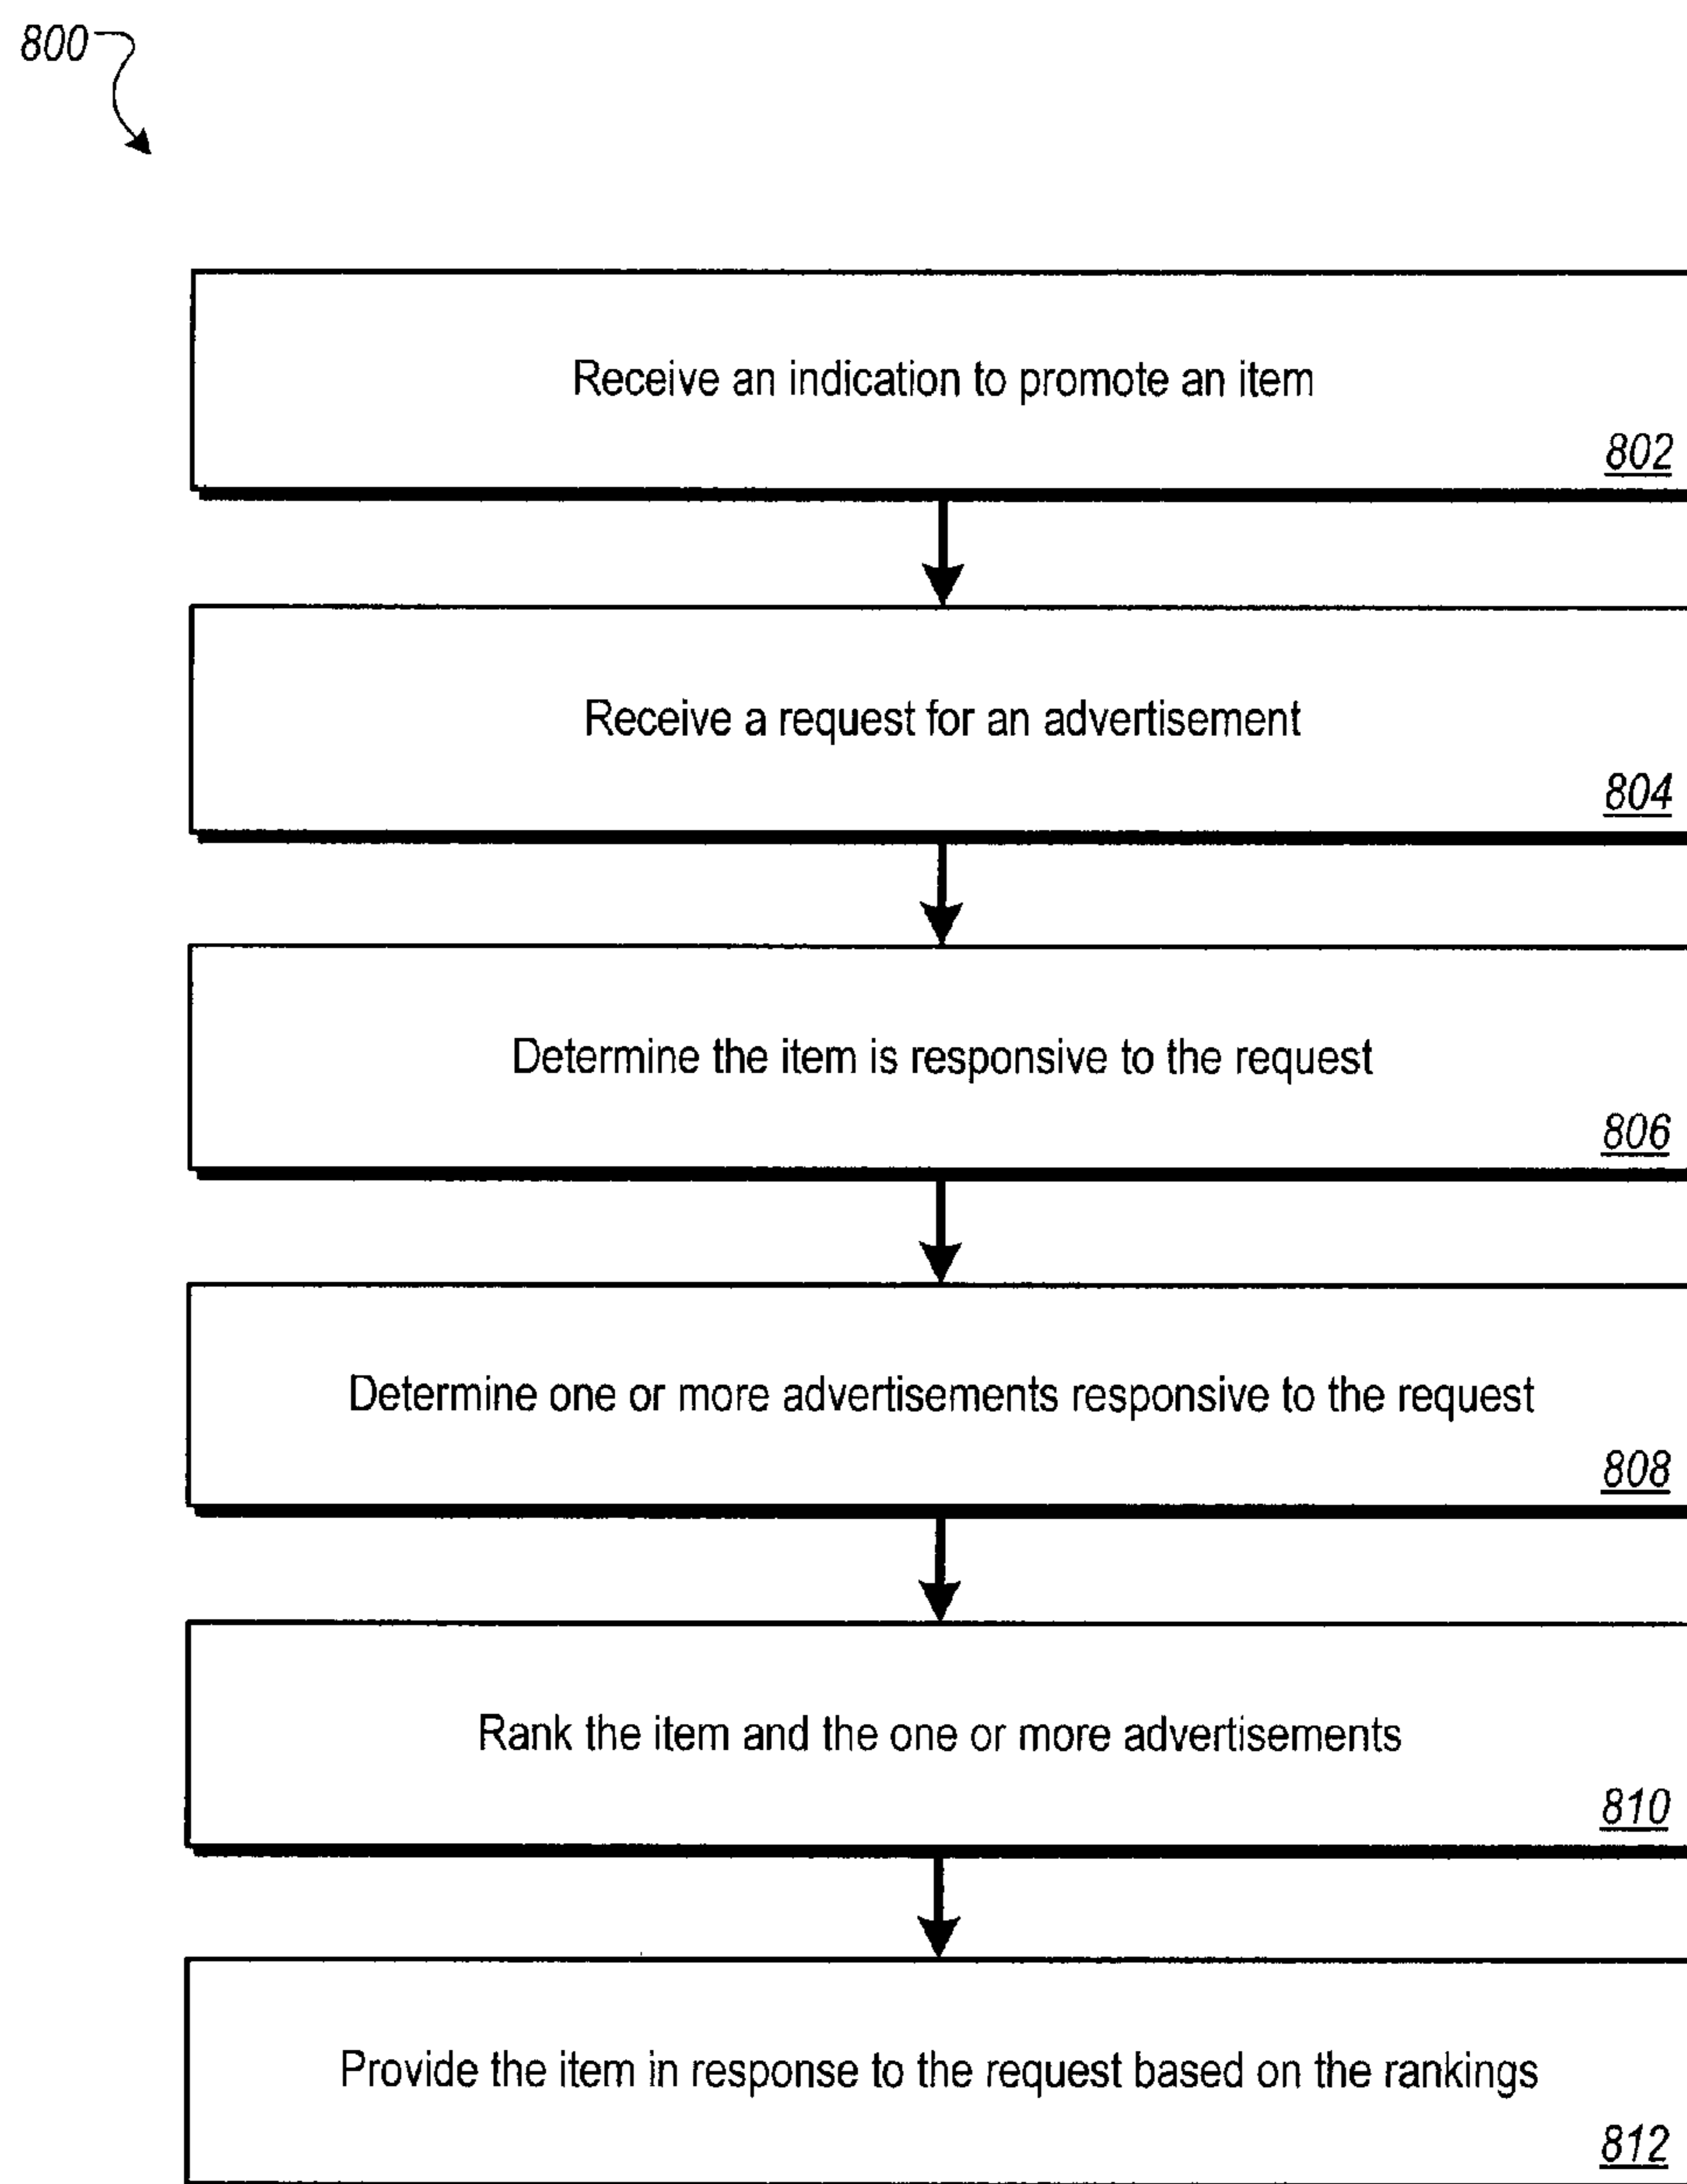 800
Receive an indication to promote an item
802
Receive a request for an advertisement
804
Determine the item is responsive to the request
806
Determine one or more advertisements responsive to the request
808
Rank the item and the one or more advertisements
810
Provide the item in response to the request based on the rankings
812